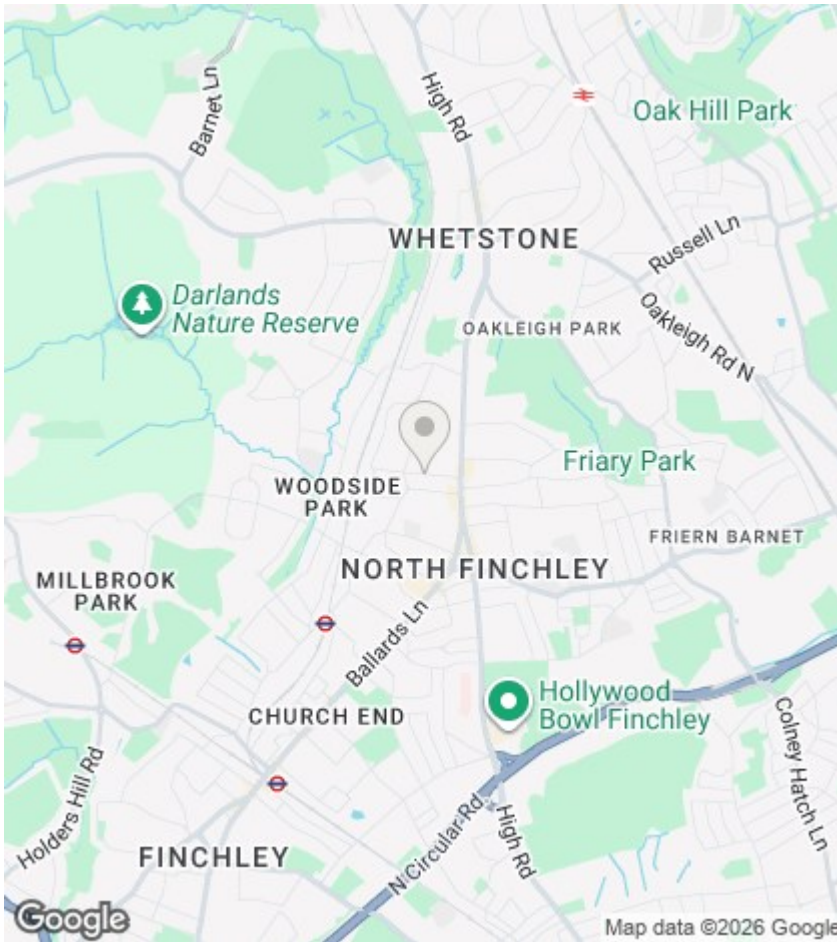 High Rd
Barnet Ln
Oak Hill Park
WHETSTONE
Russell Ln
Darlands
Nature Reserve
OAKLEIGH PARK
Oakleigh Rd N
Friary Park
WOODSIDE
PARK
FRIERN BARNET
NORTH FINCHLEY
MILLBROOK
PARK
Ballards Ln
Hollywood
Bowl Finchley
CHURCH END
Colney Hatch Ln
Holders Hill Rd
N Circular Rd
High Rd
FINCHLEY
Google
Map data ©2026 Google